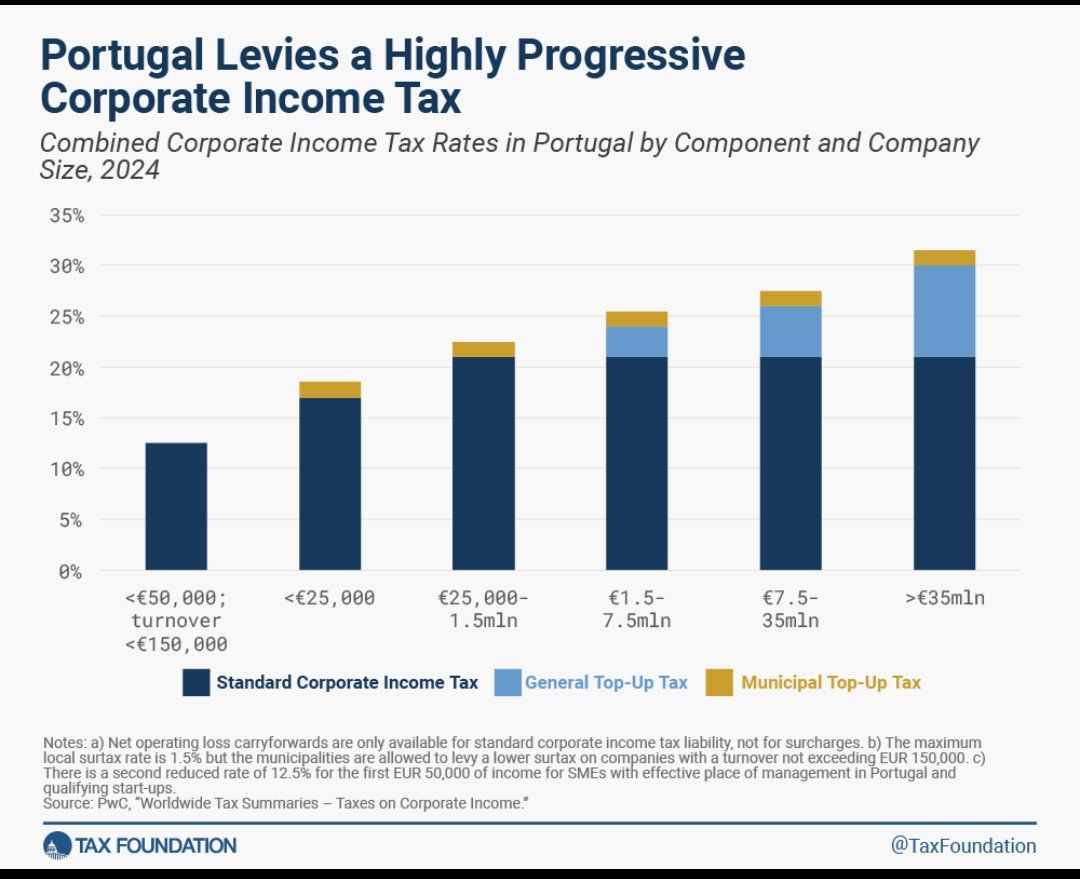 Portugal Levies a Highly Progressive
Corporate Income Tax
Combined Corporate Income Tax Rates in Portugal by Component and Company
Size, 2024
35%
30%
25%
20%
15%
10%
5%
0%
<€50,000;
turnover
<€150,000
<€25,000
€25,000-
1.5mln
€1.5-
7.5mln
€7.5-
35mln
>€35mln
Standard Corporate Income Tax
General Top-Up Tax
Municipal Top-Up Tax
Notes: a) Net operating loss carryforwards are only available for standard corporate income tax liability, not for surcharges. b) The maximum
local surtax rate is 1.5% but the municipalities are allowed to levy a lower surtax on companies with a turnover not exceeding EUR 150,000. c)
There is a second reduced rate of 12.5% for the first EUR 50,000 of income for SMEs with effective place of management in Portugal and
qualifying start-ups.
Source: PwC, “Worldwide Tax Summaries – Taxes on Corporate Income.”
TAX FOUNDATION
@TaxFoundation